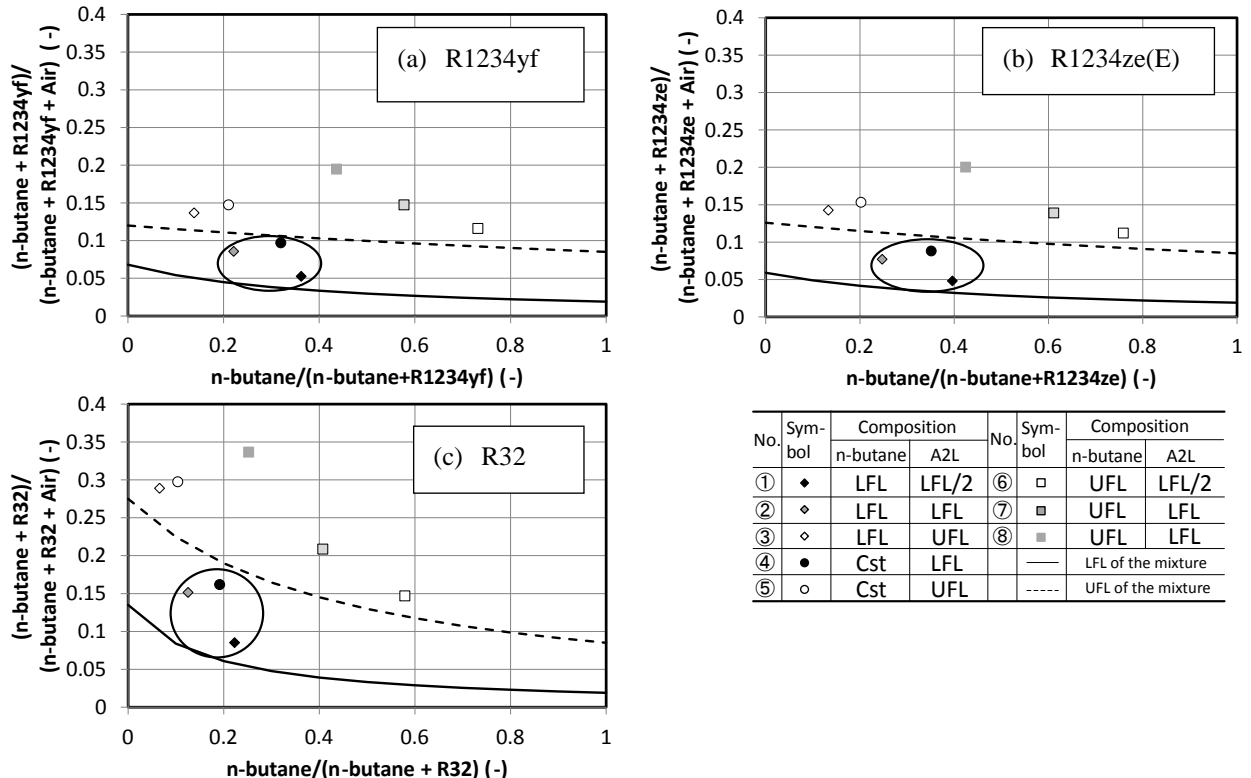 (n-butane + R1234yf)/
(n-butane + R1234yf + Air) (-)
0.4
0.35
0.3
0.25
0.2
0.15
0.1
0.05
0
(a) R1234yf
0 0.2 0.4 0.6 0.8 1
n-butane/(n-butane+R1234yf) (-)
(n-butane + R1234ze)/
(n-butane + R1234ze + Air) (-)
0.4
0.35
0.3
0.25
0.2
0.15
0.1
0.05
0
(b) R1234ze(E)
0 0.2 0.4 0.6 0.8 1
n-butane/(n-butane+R1234ze) (-)
(n-butane + R32)/
(n-butane + R32 + Air) (-)
0.4
0.35
0.3
0.25
0.2
0.15
0.1
0.05
0
(c) R32
0 0.2 0.4 0.6 0.8 1
n-butane/(n-butane + R32) (-)
No. Sym-bol Composition No. Sym-bol Composition
n-butane A2L n-butane A2L
① LFL LFL/2 ⑥ UFL LFL/2
② LFL LFL ⑦ UFL LFL
③ LFL UFL ⑧ UFL LFL
④ Cst LFL LFL of the mixture
⑤ Cst UFL UFL of the mixture